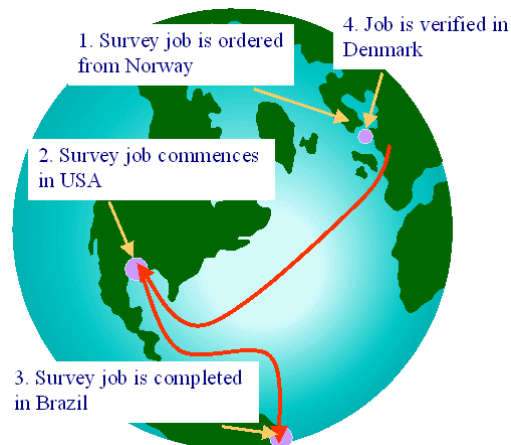 1. Survey job is ordered
from Norway
4. Job is verified in
Denmark
2. Survey job commences
in USA
3. Survey job is completed
in Brazil